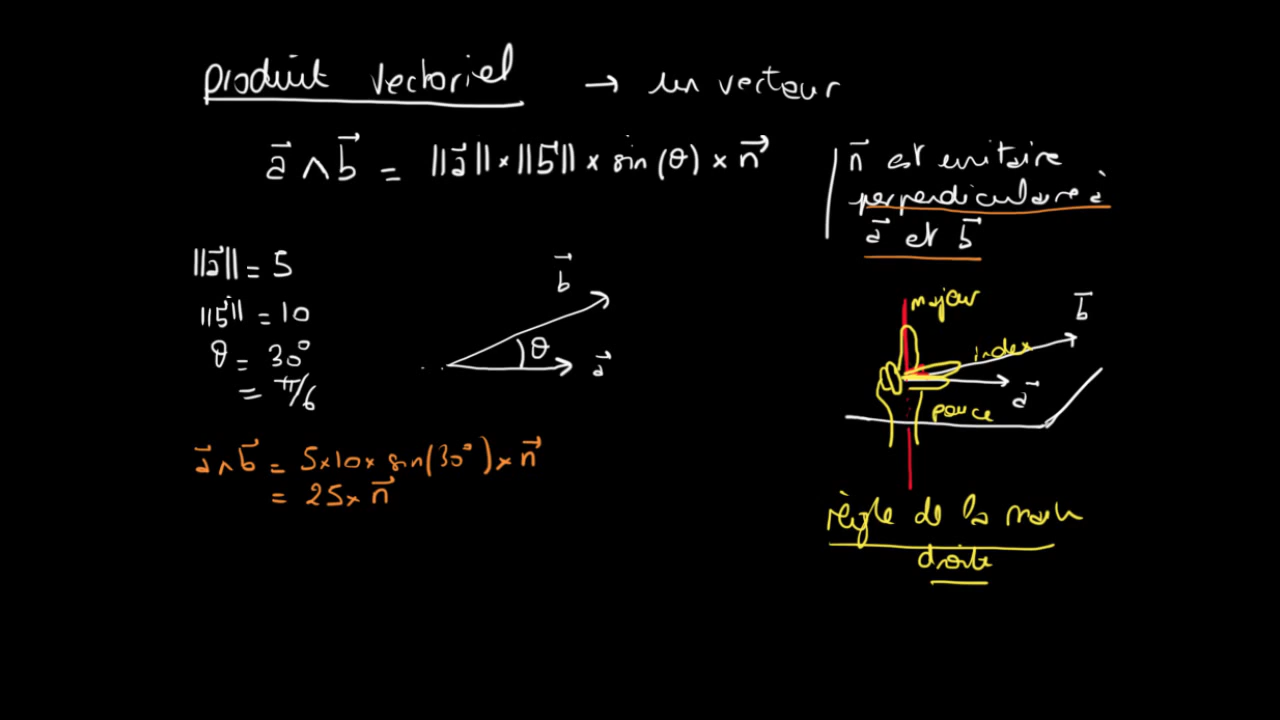 produit vectoriel → un vecteur
a⃗ ∧ b⃗ = ||a⃗|| × ||b⃗|| × sin(θ) × n⃗
n⃗ est unitaire
perpendiculaire à
a⃗ et b⃗
||a⃗|| = 5
||b⃗|| = 10
θ = 30°
= π/6
b⃗
θ
a⃗
a⃗ ∧ b⃗ = 5×10× sin(30°) × n⃗
= 25 × n⃗
majeur
b⃗
index
a⃗
pouce
règle de la main
droite